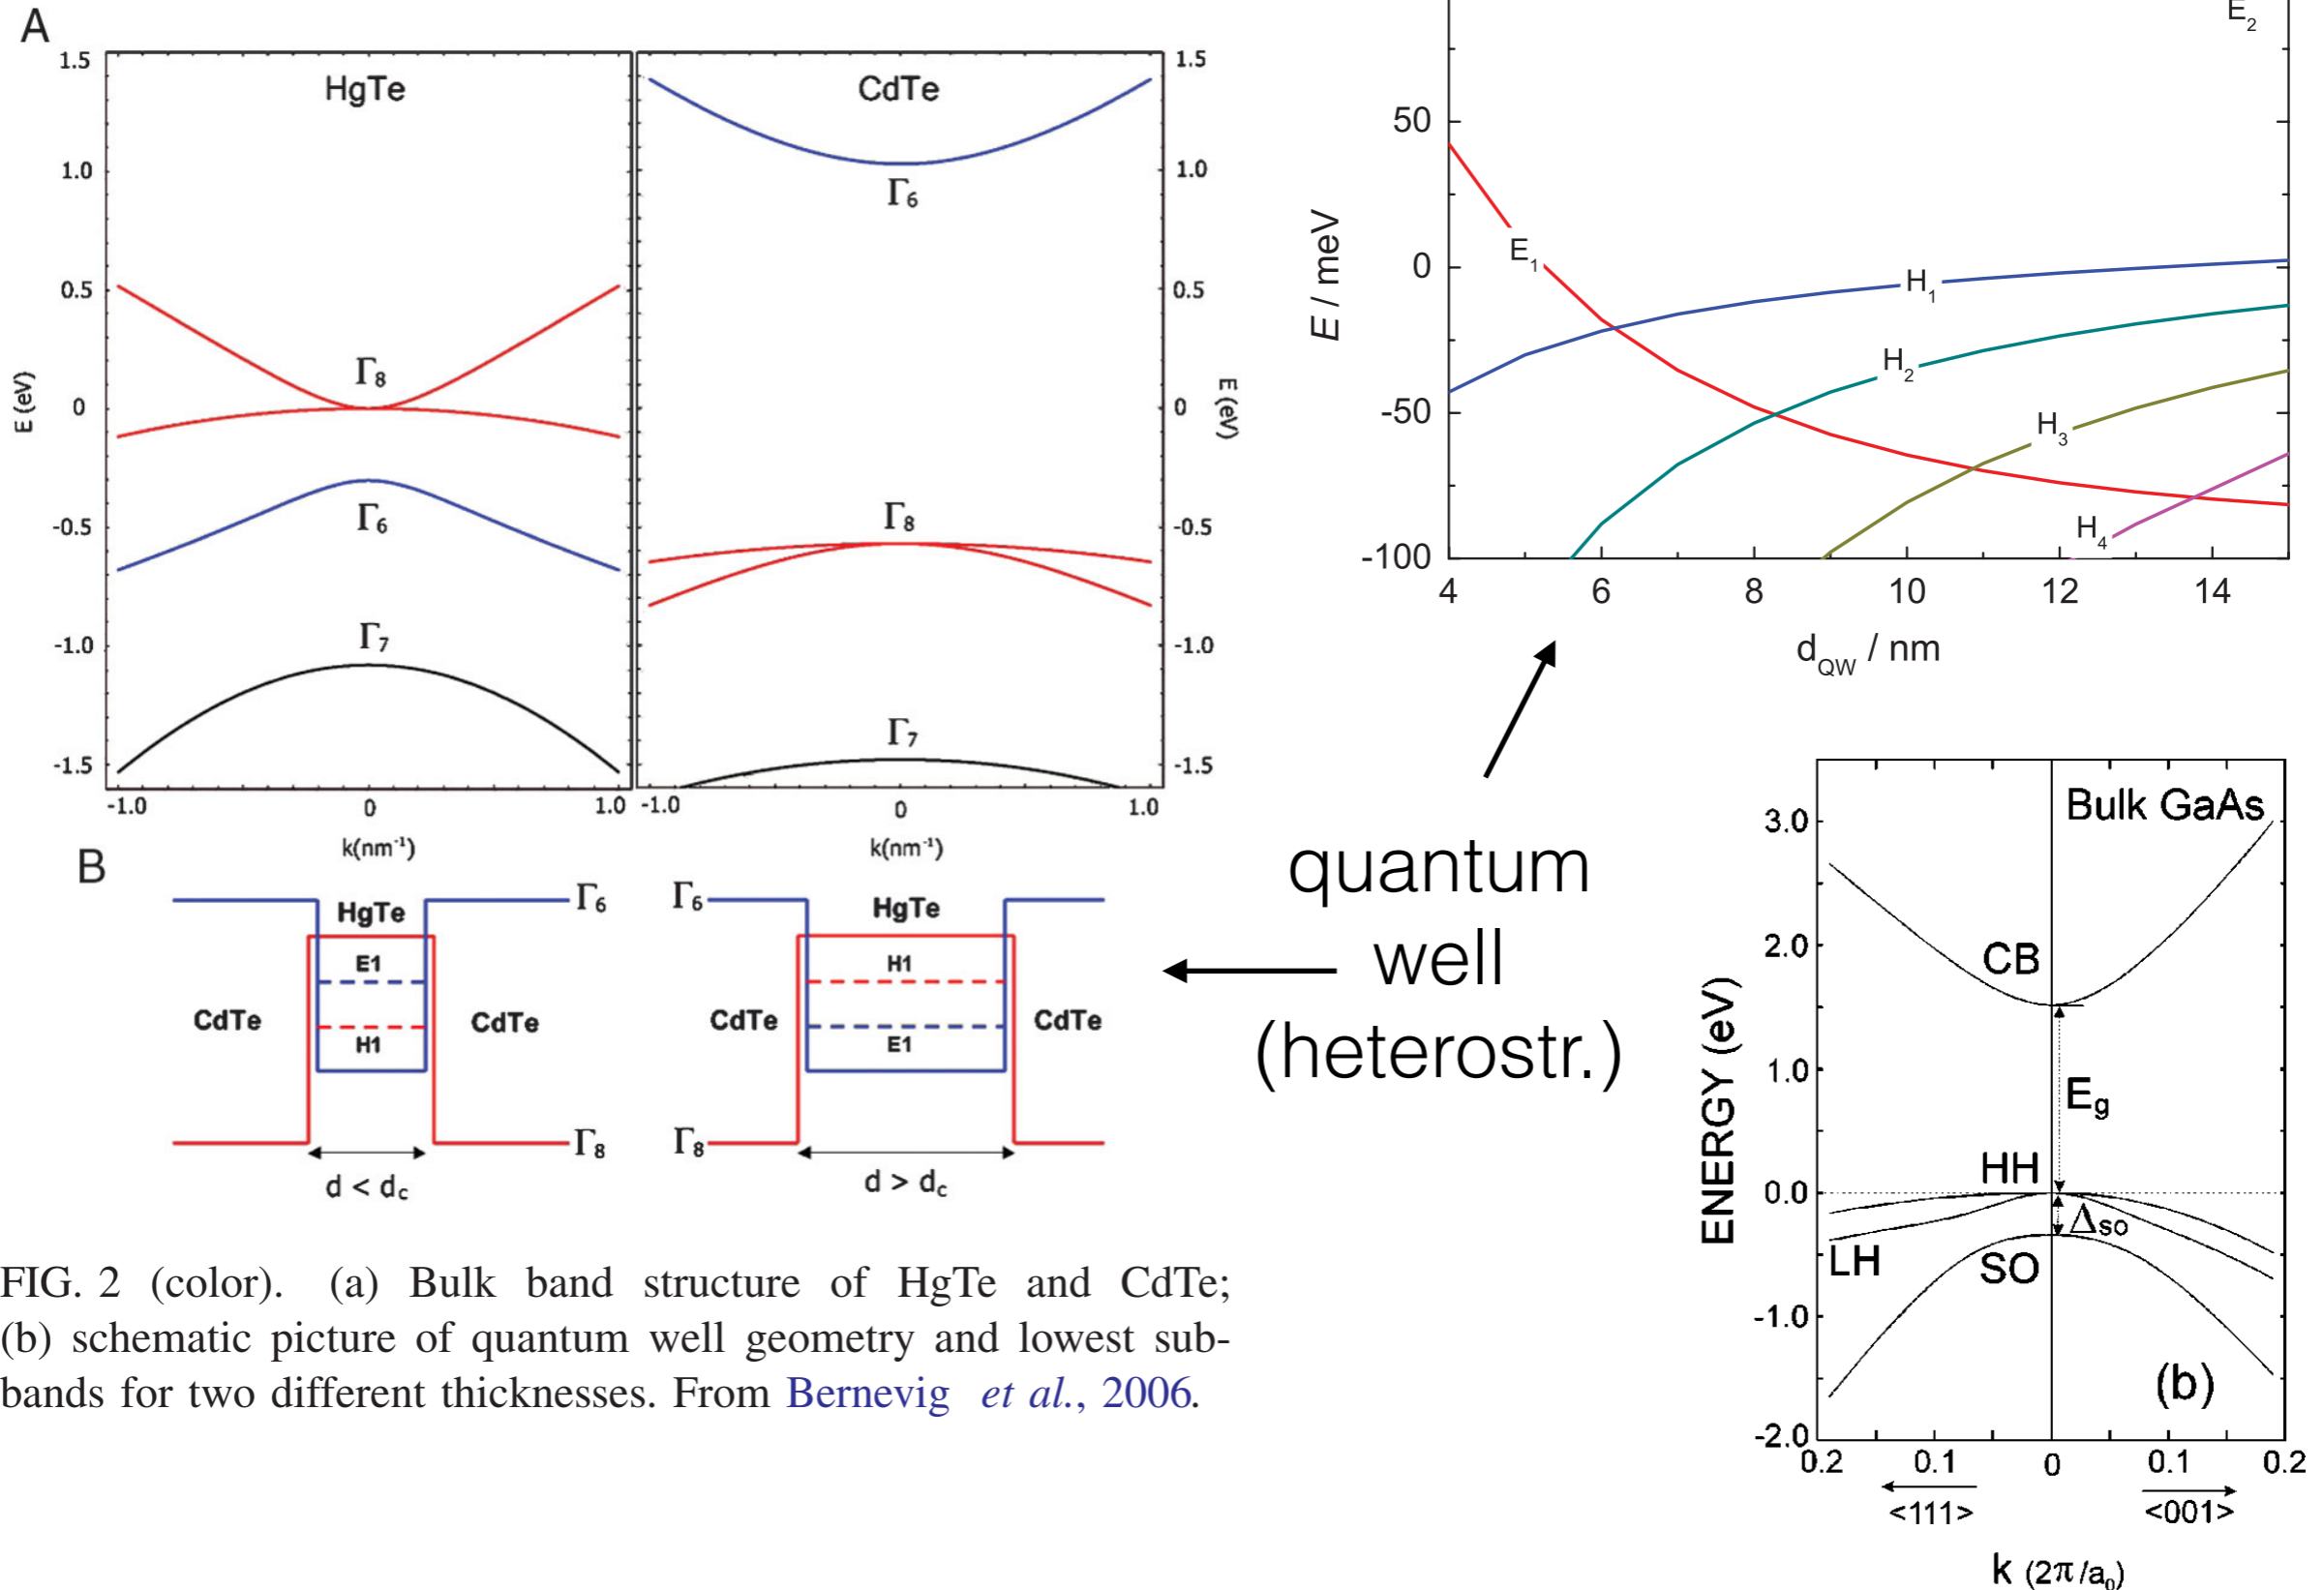 A
HgTe
CdTe
1.5
1.0
0.5
0
-0.5
-1.0
-1.5
E (eV)
Γ8
Γ6
Γ7
Γ6
Γ8
Γ7
1.5
1.0
0.5
0
-0.5
-1.0
-1.5
E (eV)
-1.0 0 1.0 -1.0 0 1.0
k(nm⁻¹) k(nm⁻¹)
E₂
50
0
-50
-100
E / meV
E₁
H₁
H₂
H₃
H₄
4 6 8 10 12 14
d_QW / nm
B
HgTe
Γ6
E1
CdTe
CdTe
H1
Γ8
d < dc
Γ6
HgTe
H1
CdTe
CdTe
E1
Γ8
d > dc
quantum
well
(heterostr.)
Bulk GaAs
3.0
2.0
1.0
0.0
-1.0
-2.0
ENERGY (eV)
CB
Eg
HH
Δso
LH
SO
(b)
0.2 0.1 0 0.1 0.2
<111> <001>
k (2π/a₀)
FIG. 2 (color). (a) Bulk band structure of HgTe and CdTe;
(b) schematic picture of quantum well geometry and lowest sub-
bands for two different thicknesses. From Bernevig et al., 2006.